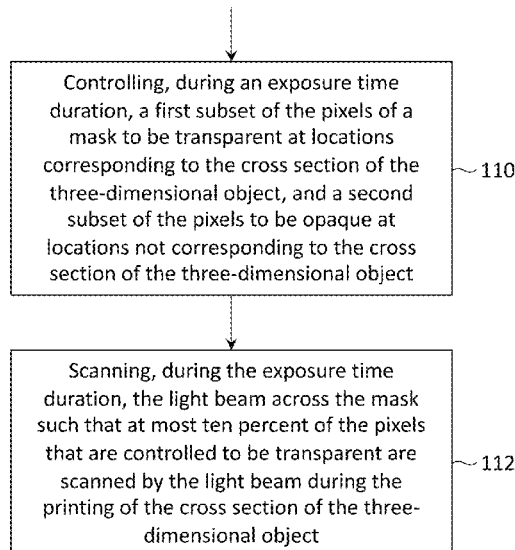 Controlling, during an exposure time
duration, a first subset of the pixels of a
mask to be transparent at locations
corresponding to the cross section of the
three-dimensional object, and a second
subset of the pixels to be opaque at
locations not corresponding to the cross
section of the three-dimensional object
110
Scanning, during the exposure time
duration, the light beam across the mask
such that at most ten percent of the pixels
that are controlled to be transparent are
scanned by the light beam during the
printing of the cross section of the three-
dimensional object
112